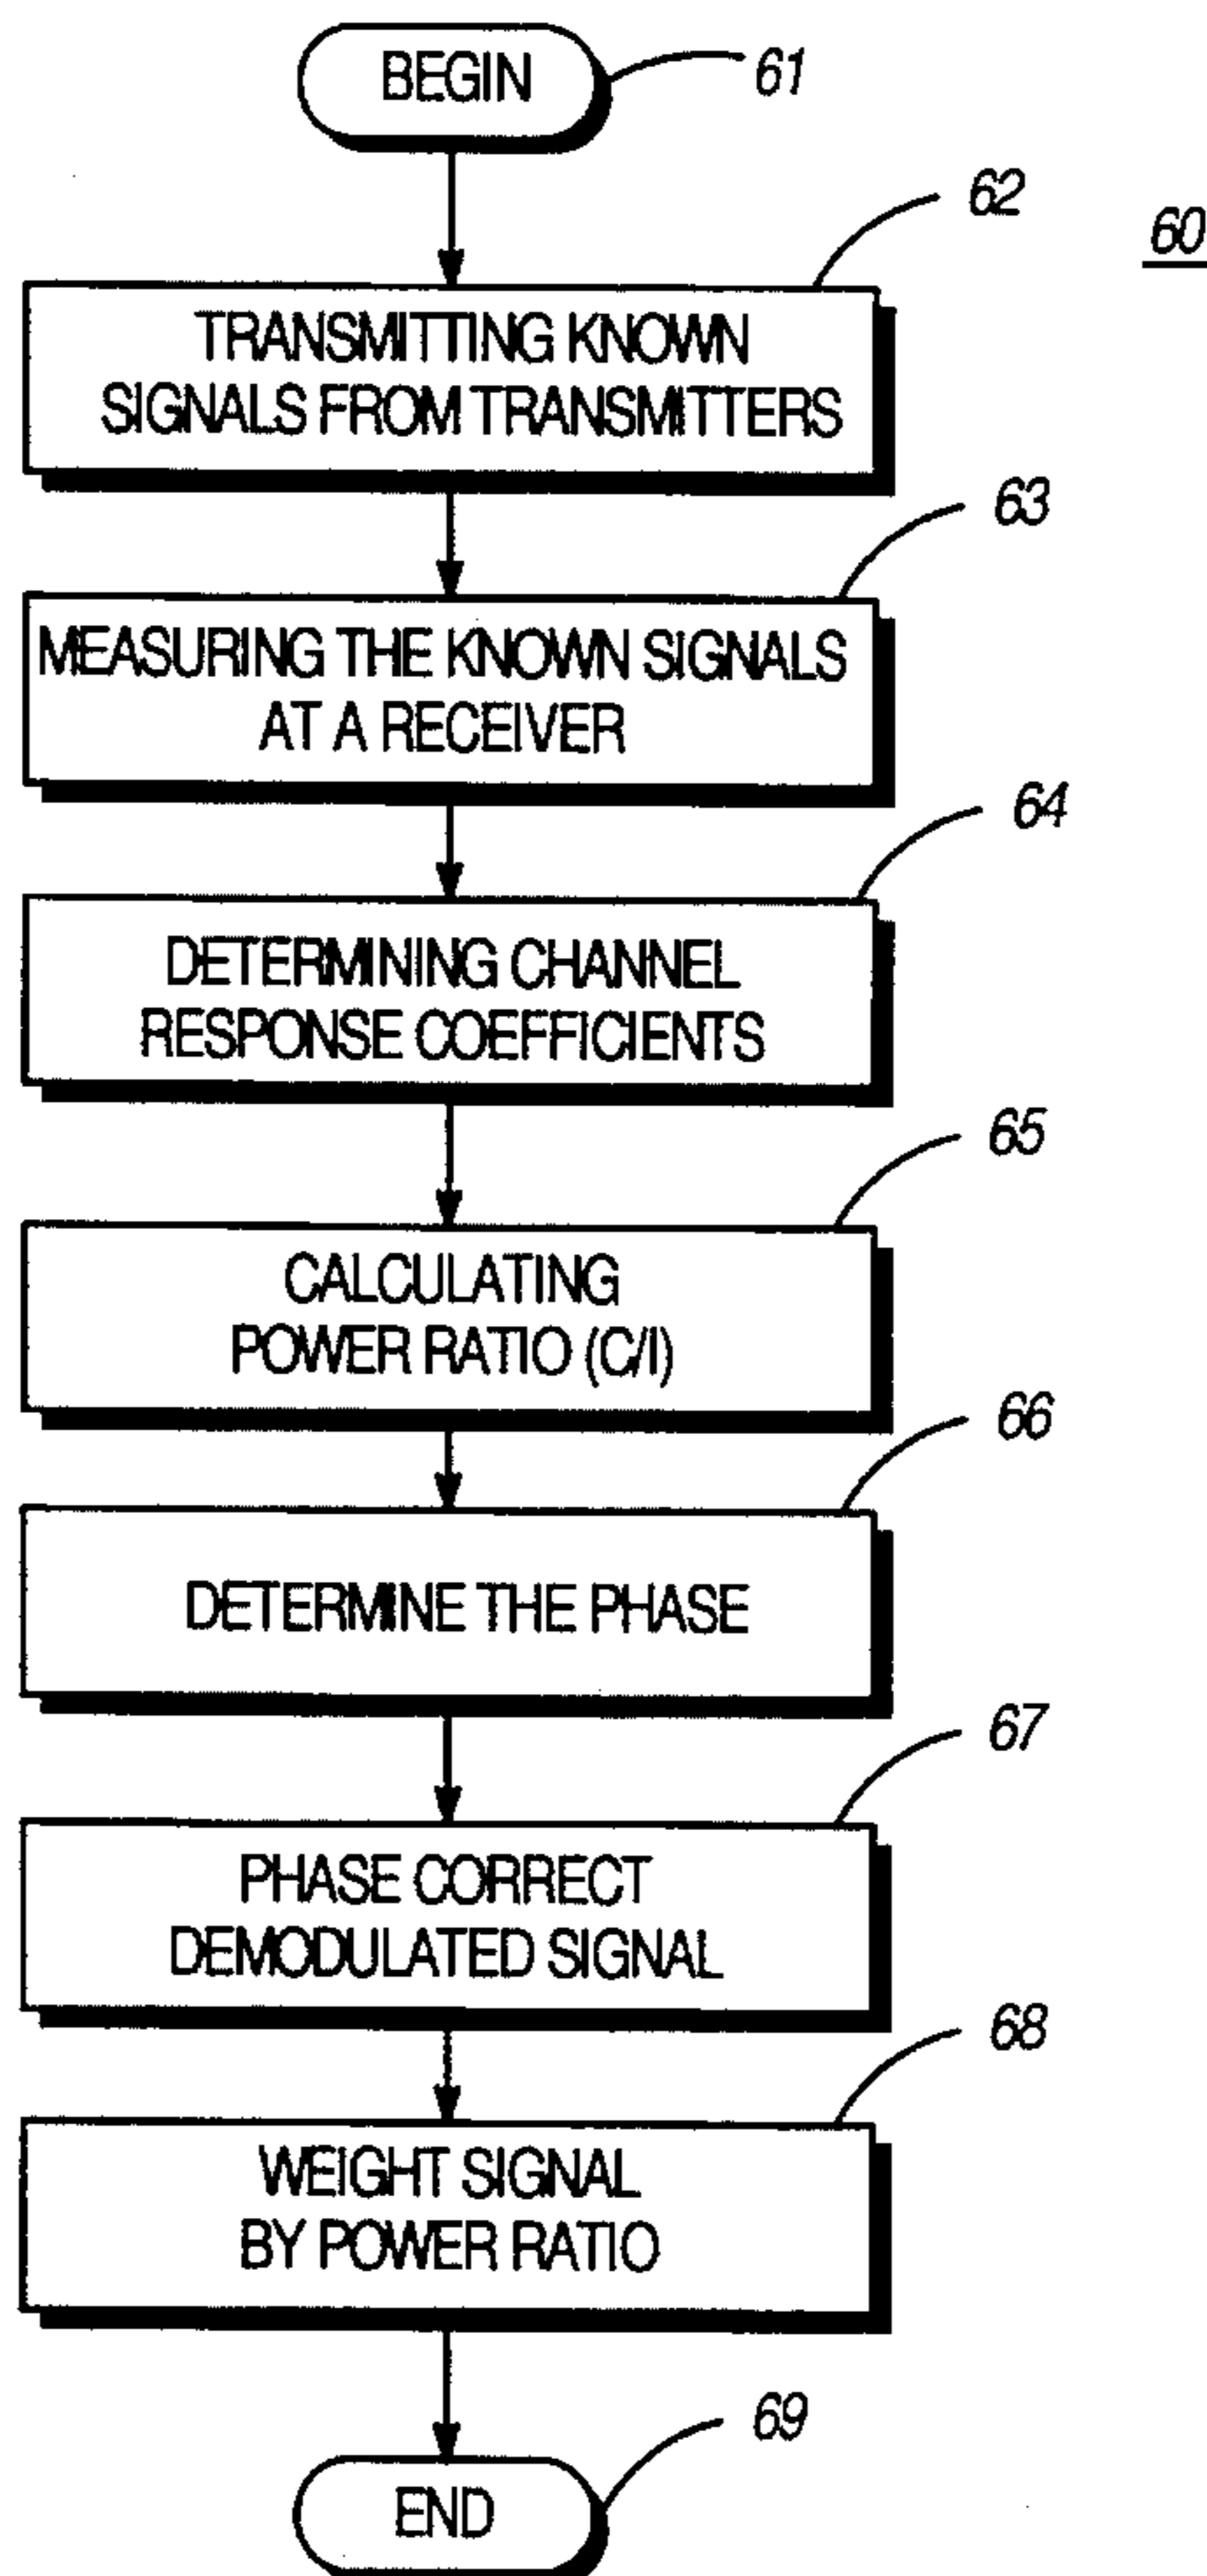 BEGIN
61
62
60
TRANSMITTING KNOWN
SIGNALS FROM TRANSMITTERS
63
MEASURING THE KNOWN SIGNALS
AT A RECEIVER
64
DETERMINING CHANNEL
RESPONSE COEFFICIENTS
65
CALCULATING
POWER RATIO (C/I)
66
DETERMINE THE PHASE
67
PHASE CORRECT
DEMODULATED SIGNAL
68
WEIGHT SIGNAL
BY POWER RATIO
69
END